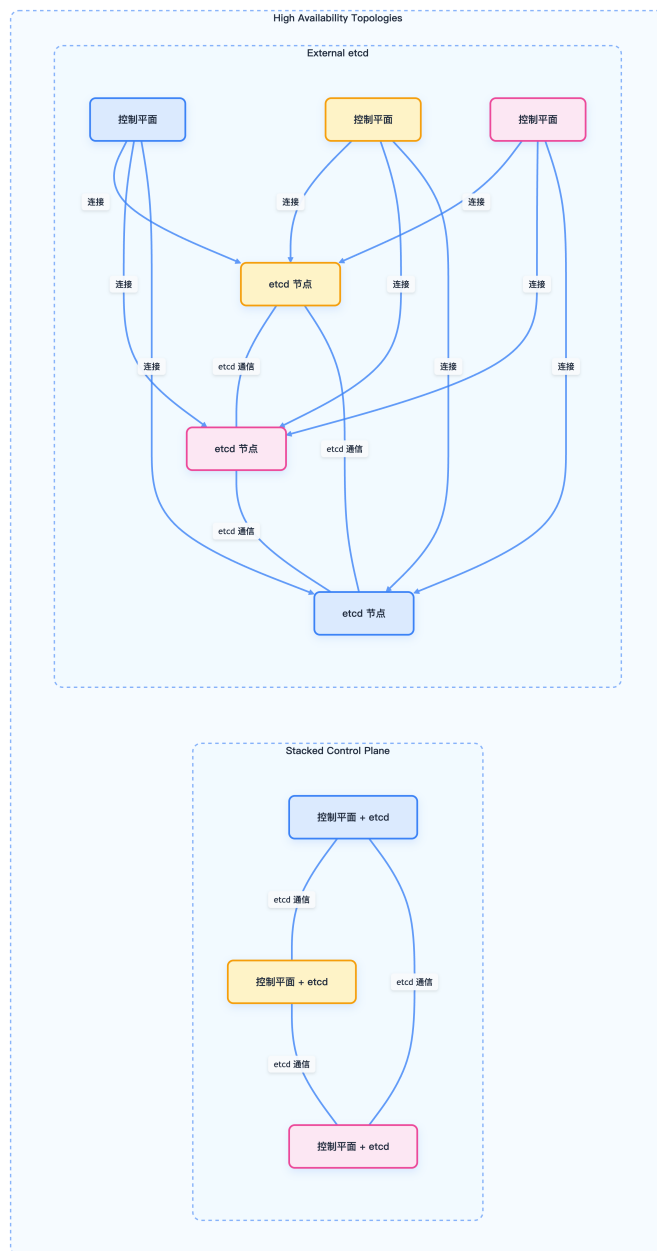 High Availability Topologies
External etcd
控制平面
控制平面
控制平面
连接
连接
连接
etcd 节点
连接
连接
连接
连接
etcd 通信
连接
连接
etcd 节点
etcd 通信
etcd 通信
etcd 节点
Stacked Control Plane
控制平面 + etcd
etcd 通信
控制平面 + etcd
etcd 通信
etcd 通信
控制平面 + etcd